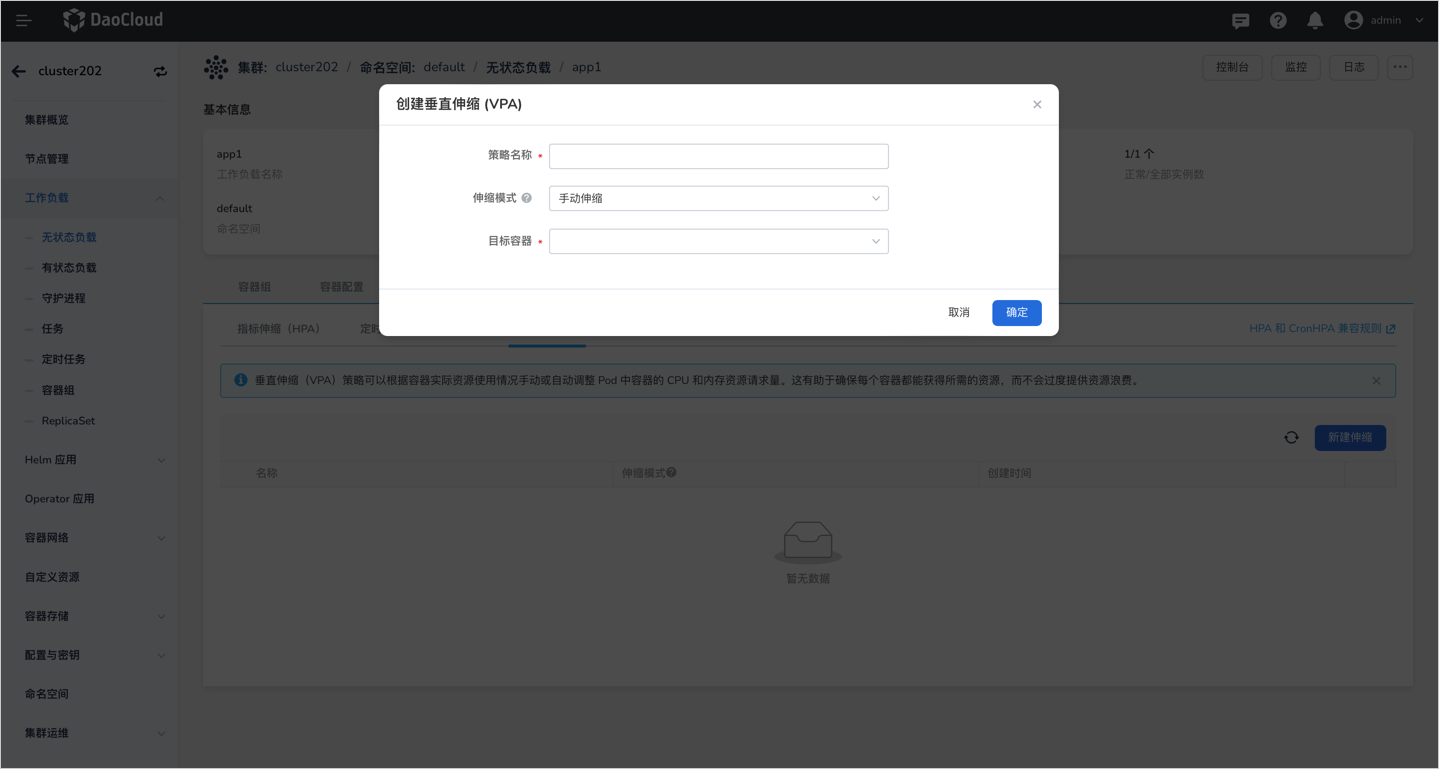 DaoCloud
admin
cluster202
集群: cluster202 / 命名空间: default / 无状态负载 / app1
控制台
监控
日志
集群概览
节点管理
工作负载
无状态负载
有状态负载
守护进程
任务
定时任务
容器组
ReplicaSet
Helm 应用
Operator 应用
容器网络
自定义资源
容器存储
配置与密钥
命名空间
集群运维
基本信息
app1
工作负载名称
default
命名空间
1/1 个
正常/全部实例数
创建垂直伸缩 (VPA)
策略名称 *
伸缩模式
手动伸缩
目标容器 *
取消
确定
容器组
容器配置
指标伸缩（HPA）
定时
HPA 和 CronHPA 兼容规则
垂直伸缩（VPA）策略可以根据容器实际资源使用情况手动或自动调整 Pod 中容器的 CPU 和内存资源请求量。这有助于确保每个容器都能获得所需的资源，而不会过度提供资源浪费。
新建伸缩
名称
伸缩模式
创建时间
暂无数据